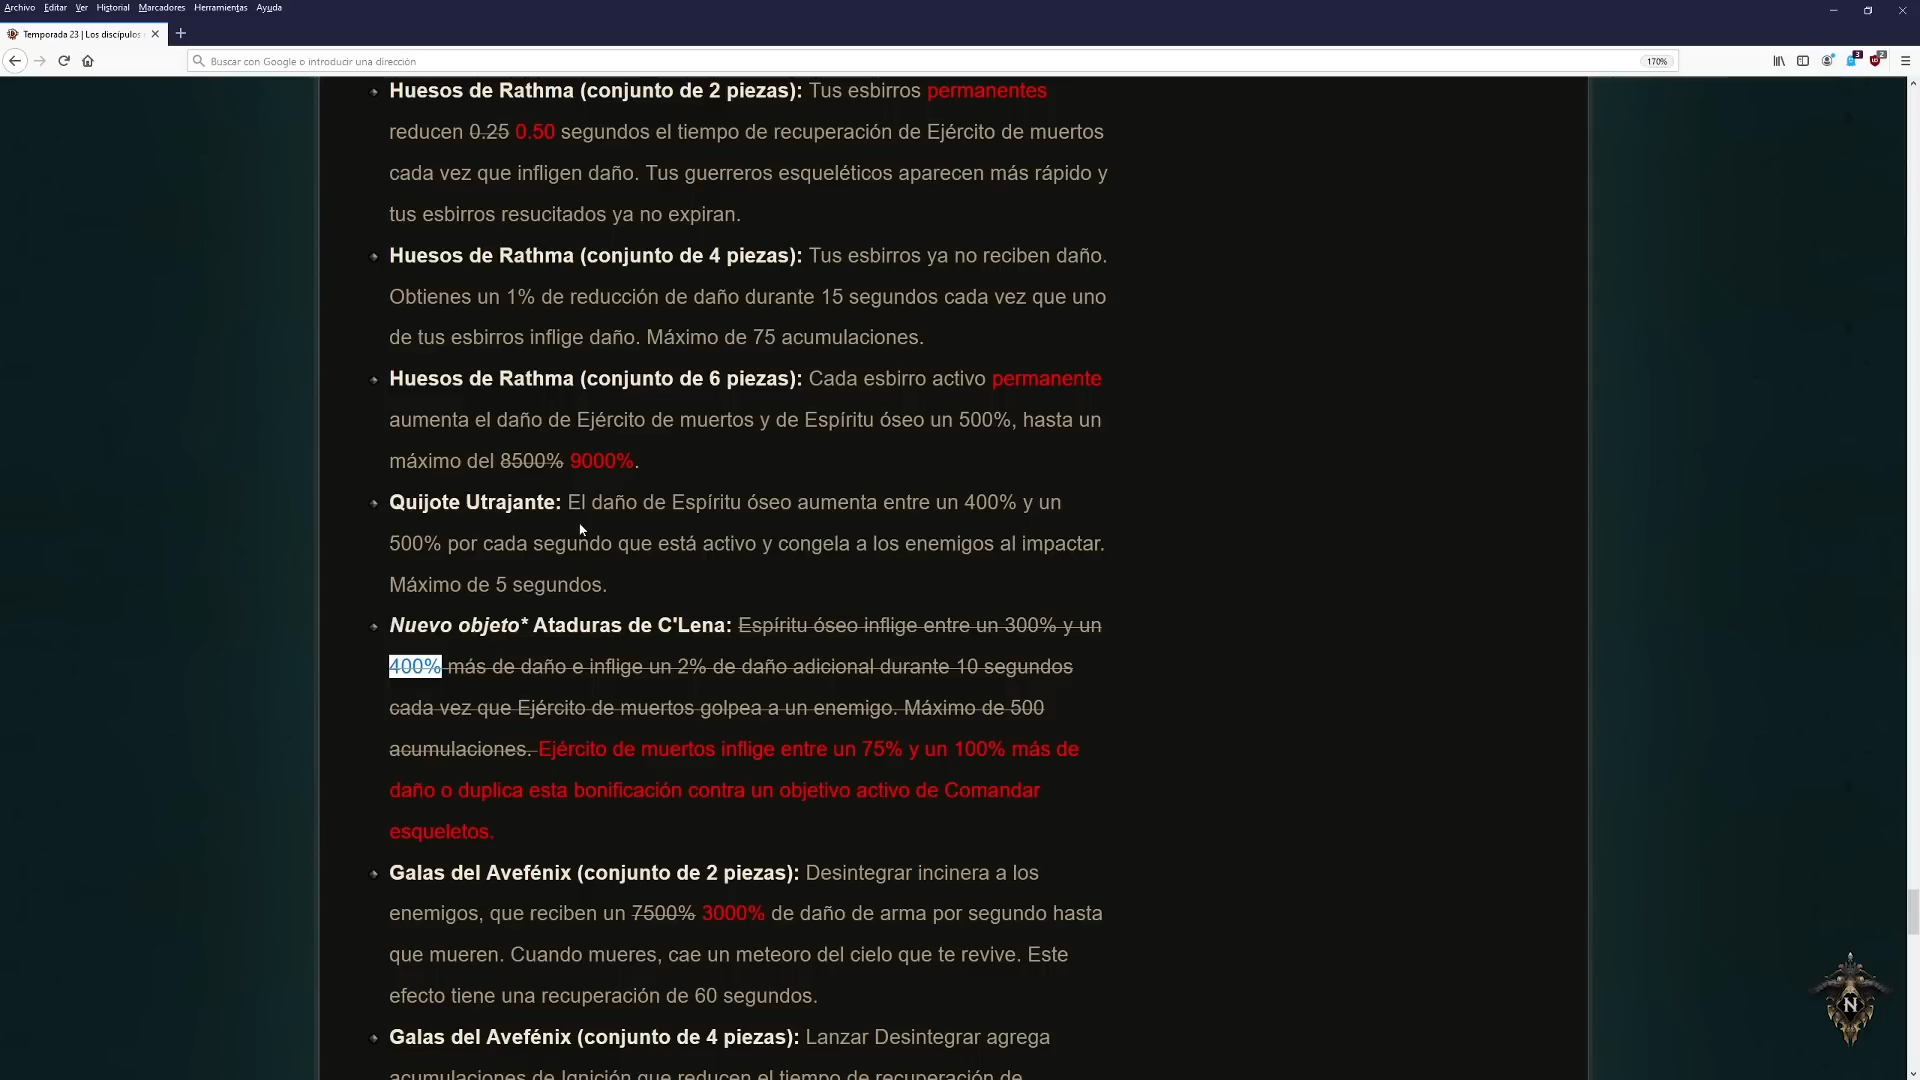 Archivo Editar Ver Historial Marcadores Herramientas Ayuda
Temporada 23 | Los discípulos
Buscar con Google o introducir una dirección
170%
3
2
Huesos de Rathma (conjunto de 2 piezas): Tus esbirros permanentes
reducen 0.25 0.50 segundos el tiempo de recuperación de Ejército de muertos
cada vez que infligen daño. Tus guerreros esqueléticos aparecen más rápido y
tus esbirros resucitados ya no expiran.
Huesos de Rathma (conjunto de 4 piezas): Tus esbirros ya no reciben daño.
Obtienes un 1% de reducción de daño durante 15 segundos cada vez que uno
de tus esbirros inflige daño. Máximo de 75 acumulaciones.
Huesos de Rathma (conjunto de 6 piezas): Cada esbirro activo permanente
aumenta el daño de Ejército de muertos y de Espíritu óseo un 500%, hasta un
máximo del 8500% 9000%.
Quijote Utrajante: El daño de Espíritu óseo aumenta entre un 400% y un
500% por cada segundo que está activo y congela a los enemigos al impactar.
Máximo de 5 segundos.
Nuevo objeto* Ataduras de C'Lena: Espíritu óseo inflige entre un 300% y un
400% más de daño e inflige un 2% de daño adicional durante 10 segundos
cada vez que Ejército de muertos golpea a un enemigo. Máximo de 500
acumulaciones. Ejército de muertos inflige entre un 75% y un 100% más de
daño o duplica esta bonificación contra un objetivo activo de Comandar
esqueletos.
Galas del Avefénix (conjunto de 2 piezas): Desintegrar incinera a los
enemigos, que reciben un 7500% 3000% de daño de arma por segundo hasta
que mueren. Cuando mueres, cae un meteoro del cielo que te revive. Este
efecto tiene una recuperación de 60 segundos.
Galas del Avefénix (conjunto de 4 piezas): Lanzar Desintegrar agrega
acumulaciones de Ignición que reducen el tiempo de recuperación de
N